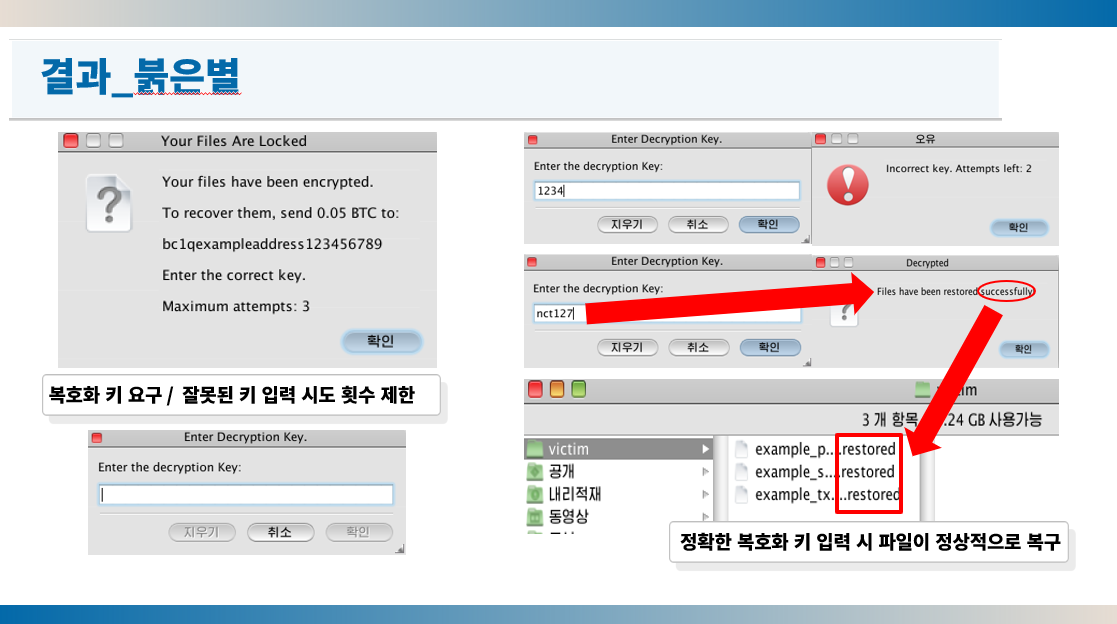 결과_붉은별
Your Files Are Locked
Your files have been encrypted.
To recover them, send 0.05 BTC to:
bc1qexampleaddress123456789
Enter the correct key.
Maximum attempts: 3
확인
복호화 키 요구 / 잘못된 키 입력 시도 횟수 제한
Enter Decryption Key.
Enter the decryption Key:
지우기 취소 확인
Enter Decryption Key.
Enter the decryption Key:
1234
지우기 취소 확인
오유
Incorrect key. Attempts left: 2
확인
Enter Decryption Key.
Enter the decryption Key:
nct127
지우기 취소 확인
Decrypted
Files have been restored successfully
확인
3 개 항목 .24 GB 사용가능
victim
공개
내리적재
동영상
example_p...restored
example_s...restored
example_tx...restored
정확한 복호화 키 입력 시 파일이 정상적으로 복구